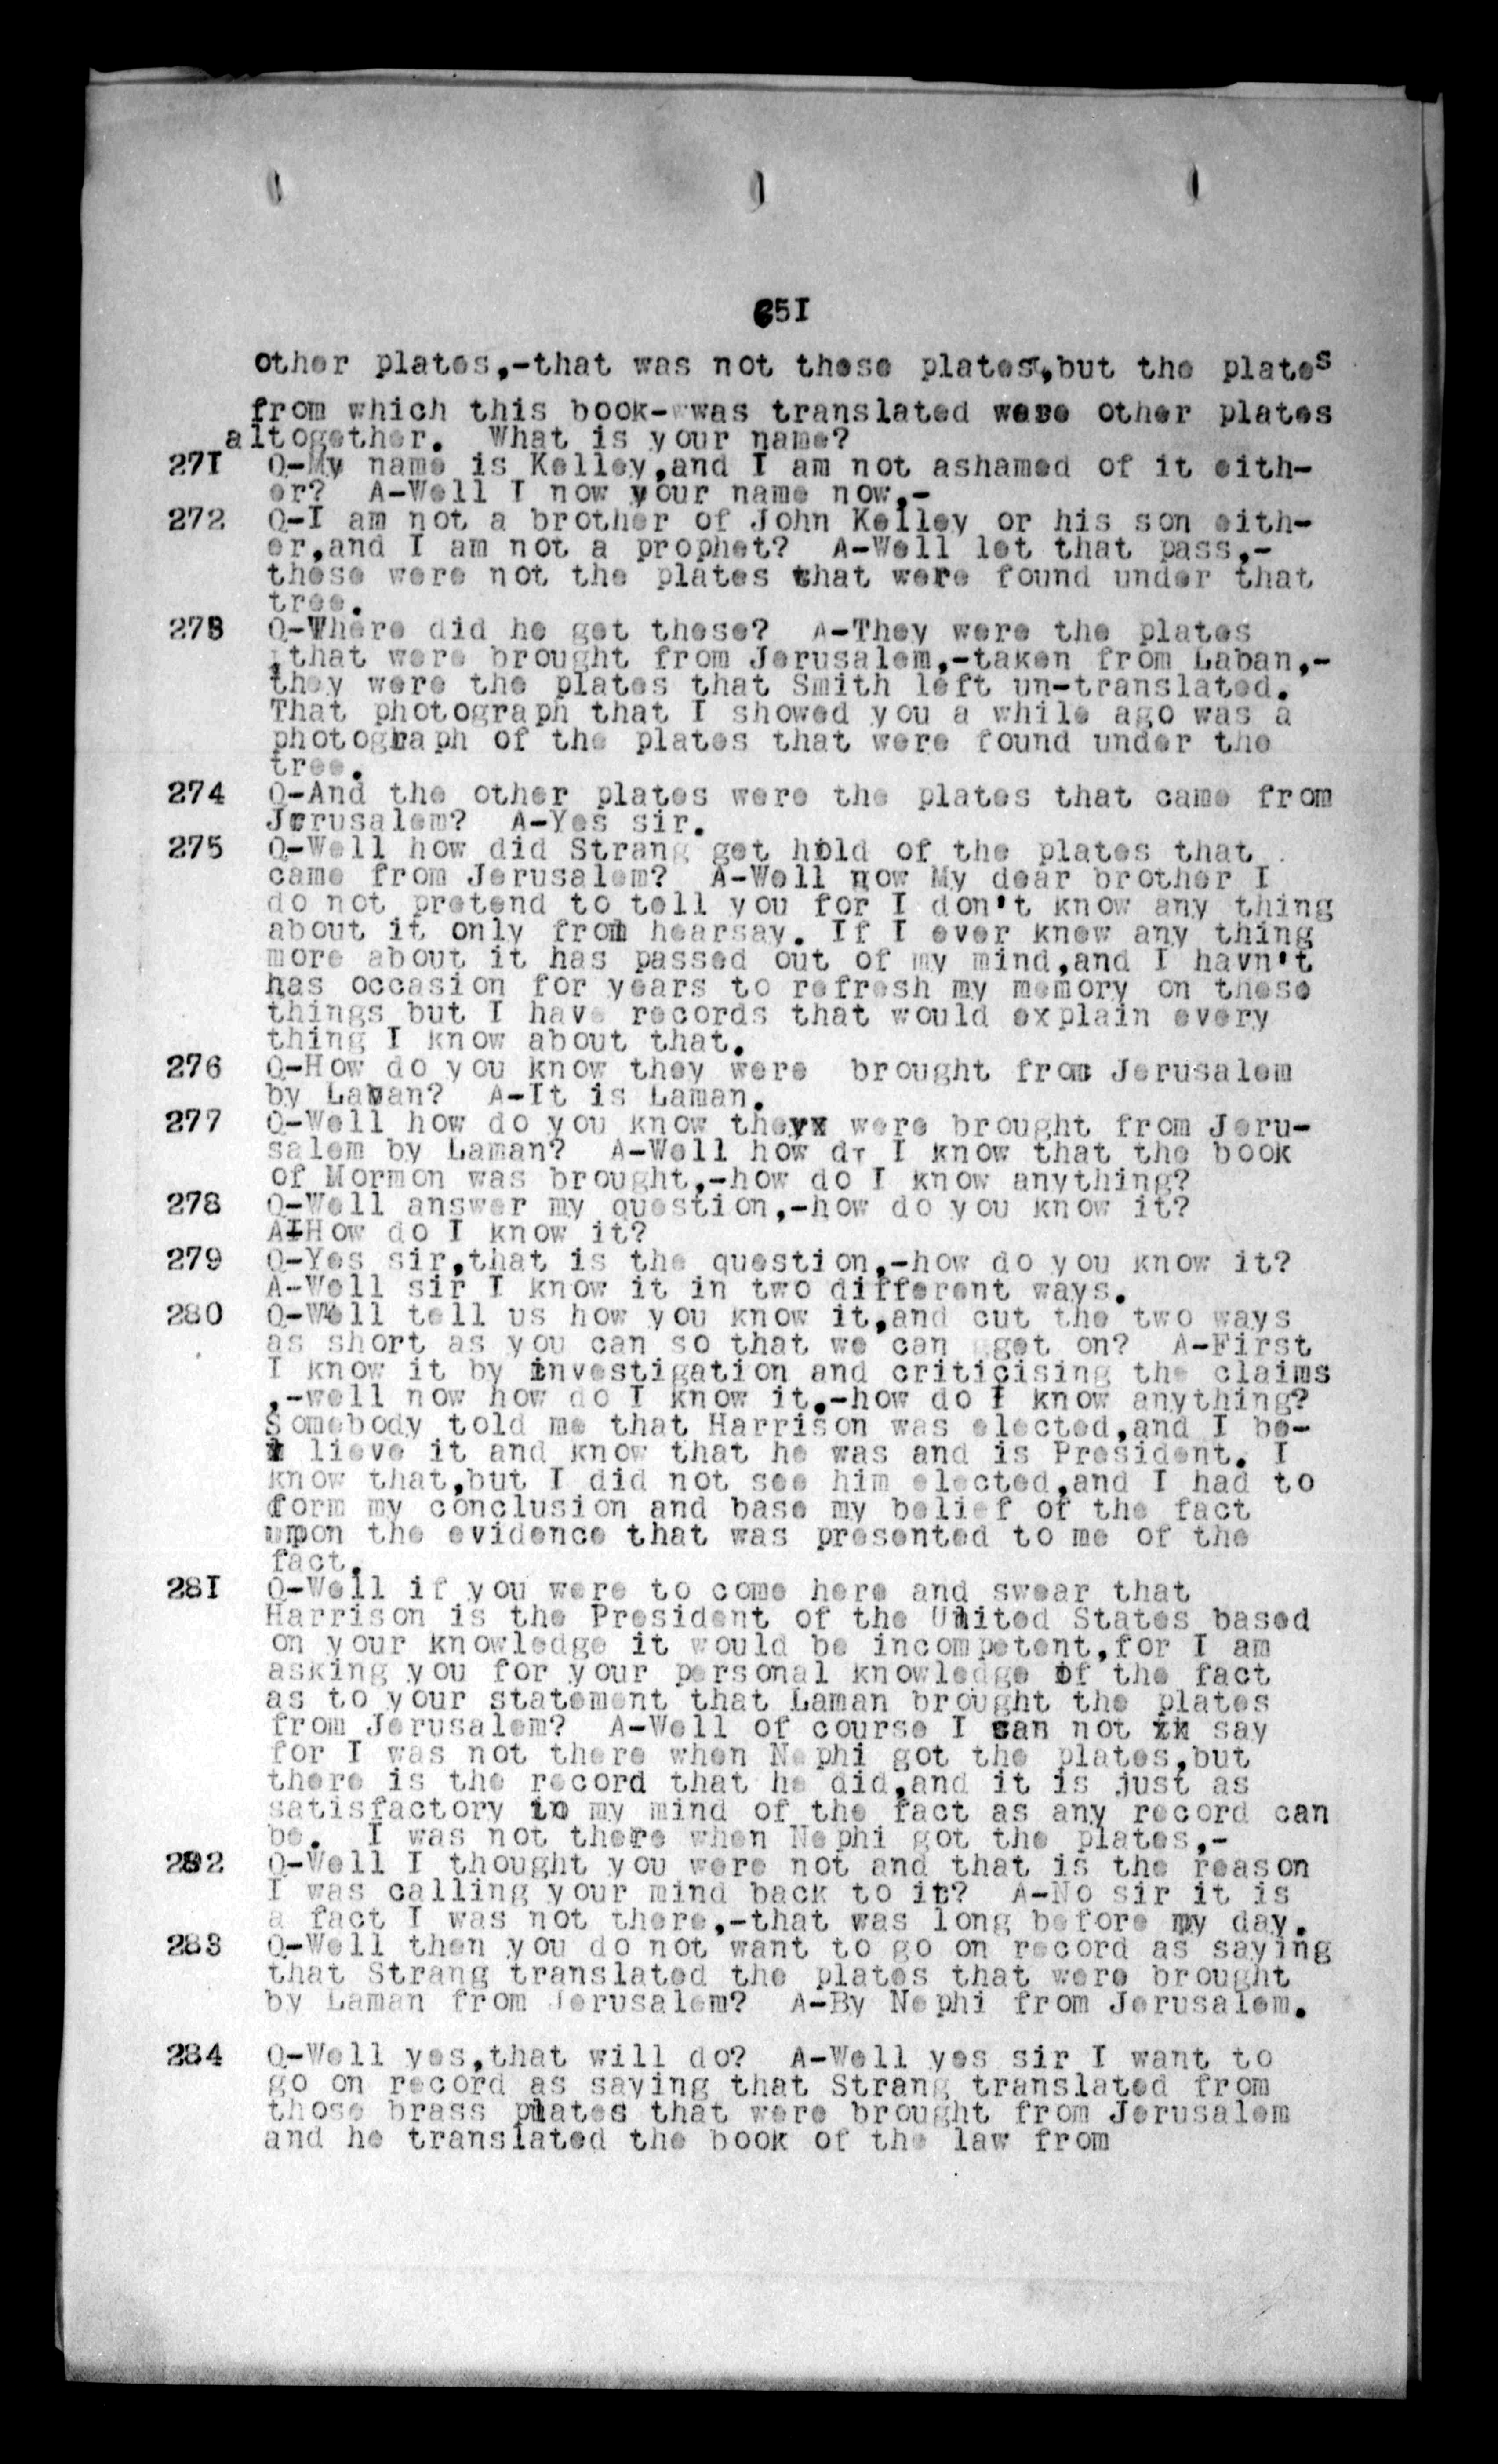 651
other plates,-that was not these plates,but the plates
from which this book-was translated were other plates
altogether.  What is your name?
271 Q-My name is Kelley,and I am not ashamed of it eith-
er?  A-Well I now your name now,-
272 Q-I am not a brother of John Kelley or his son eith-
er,and I am not a prophet?  A-Well let that pass,-
these were not the plates that were found under that
tree.
273 Q-Where did he get these?  A-They were the plates
,that were brought from Jerusalem,-taken from Laban,-
they were the plates that Smith left un-translated.
That photograph that I showed you a while ago was a
photograph of the plates that were found under the
tree.
274 Q-And the other plates were the plates that came from
Jerusalem?  A-Yes sir.
275 Q-Well how did Strang get hold of the plates that
came from Jerusalem?  A-Well now My dear brother I
do not pretend to tell you for I don't know any thing
about it only from hearsay. If I ever knew any thing
more about it has passed out of my mind,and I havn't
has occasion for years to refresh my memory on these
things but I have records that would explain every
thing I know about that.
276 Q-How do you know they were  brought from Jerusalem
by Laban?  A-It is Laman.
277 Q-Well how do you know theyx were brought from Jeru-
salem by Laman?  A-Well how do I know that the book
of Mormon was brought,-how do I know anything?
278 Q-Well answer my question,-how do you know it?
A-How do I know it?
279 Q-Yes sir,that is the question,-how do you know it?
A-Well sir I know it in two different ways.
280 Q-Well tell us how you know it,and cut the two ways
as short as you can so that we can get on?  A-First
I know it by investigation and criticising the claims
,-well now how do I know it,-how do I know anything?
Somebody told me that Harrison was elected,and I be-
lieve it and know that he was and is President. I
know that,but I did not see him elected,and I had to
form my conclusion and base my belief of the fact
upon the evidence that was presented to me of the
fact.
281 Q-Well if you were to come here and swear that
Harrison is the President of the United States based
on your knowledge it would be incompetent,for I am
asking you for your personal knowledge of the fact
as to your statement that Laman brought the plates
from Jerusalem?  A-Well of course I can not xx say
for I was not there when Nephi got the plates,but
there is the record that he did,and it is just as
satisfactory to my mind of the fact as any record can
be.  I was not there when Nephi got the plates,-
282 Q-Well I thought you were not and that is the reason
I was calling your mind back to it?  A-No sir it is
a fact I was not there,-that was long before my day.
283 Q-Well then you do not want to go on record as saying
that Strang translated the plates that were brought
by Laman from Jerusalem?  A-By Nephi from Jerusalem.
284 Q-Well yes,that will do?  A-Well yes sir I want to
go on record as saying that Strang translated from
those brass plates that were brought from Jerusalem
and he translated the book of the law from